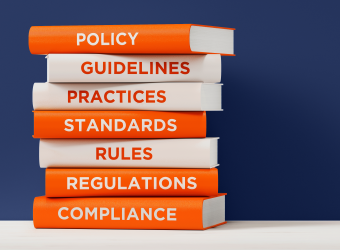 POLICY
GUIDELINES
PRACTICES
STANDARDS
RULES
REGULATIONS
COMPLIANCE